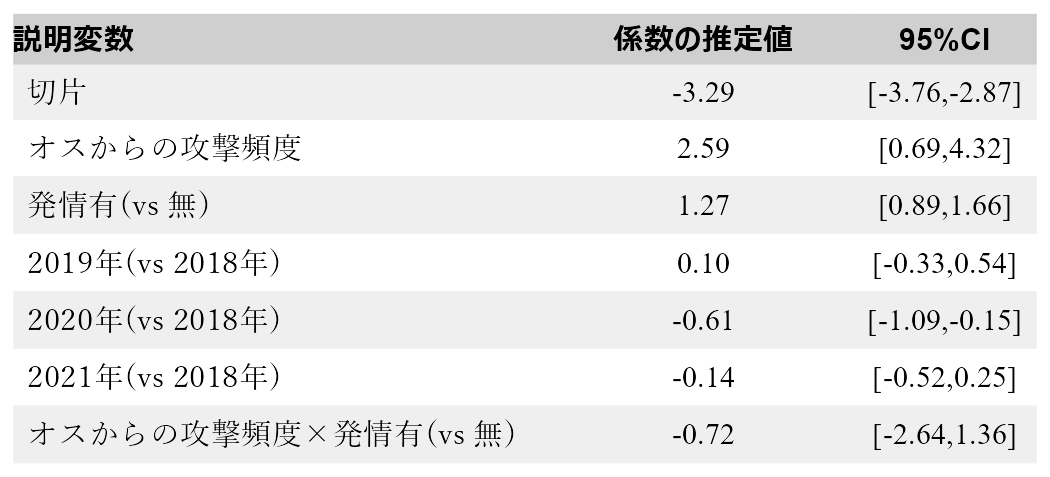 説明変数 係数の推定値 95%CI
切片 -3.29 [-3.76,-2.87]
オスからの攻撃頻度 2.59 [0.69,4.32]
発情有(vs 無) 1.27 [0.89,1.66]
2019年(vs 2018年) 0.10 [-0.33,0.54]
2020年(vs 2018年) -0.61 [-1.09,-0.15]
2021年(vs 2018年) -0.14 [-0.52,0.25]
オスからの攻撃頻度×発情有(vs 無) -0.72 [-2.64,1.36]